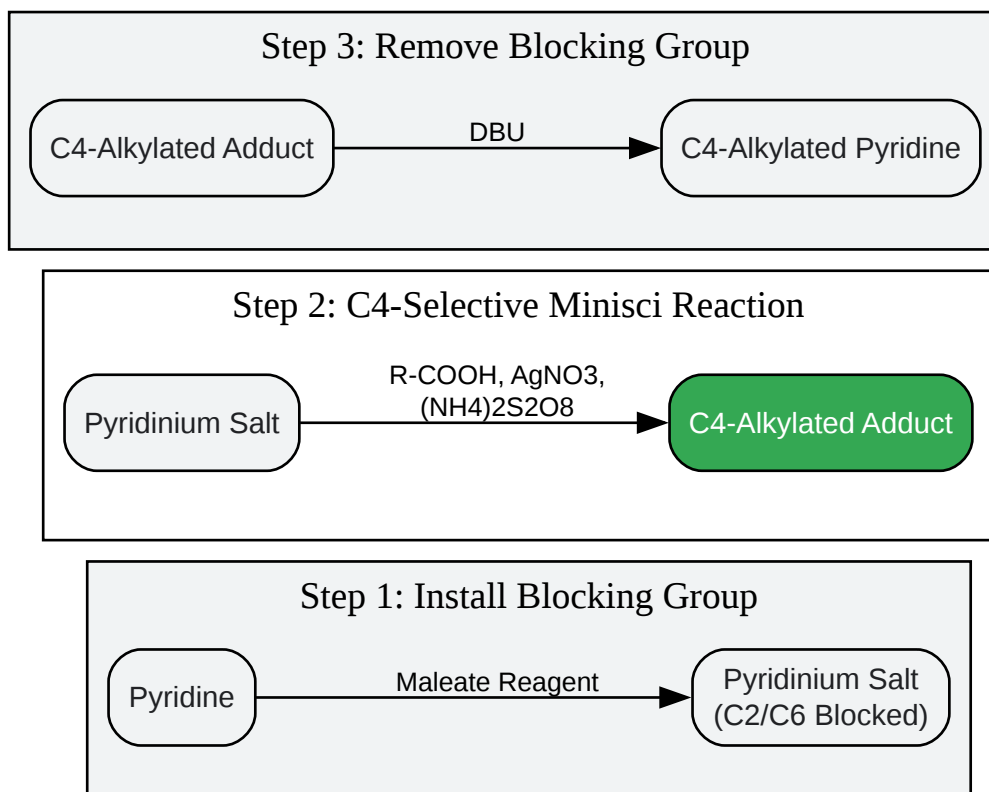 Step 3: Remove Blocking Group
C4-Alkylated Adduct
DBU
C4-Alkylated Pyridine
Step 2: C4-Selective Minisci Reaction
Pyridinium Salt
R-COOH, AgNO3,
(NH4)2S2O8
C4-Alkylated Adduct
Step 1: Install Blocking Group
Pyridine
Maleate Reagent
Pyridinium Salt
(C2/C6 Blocked)